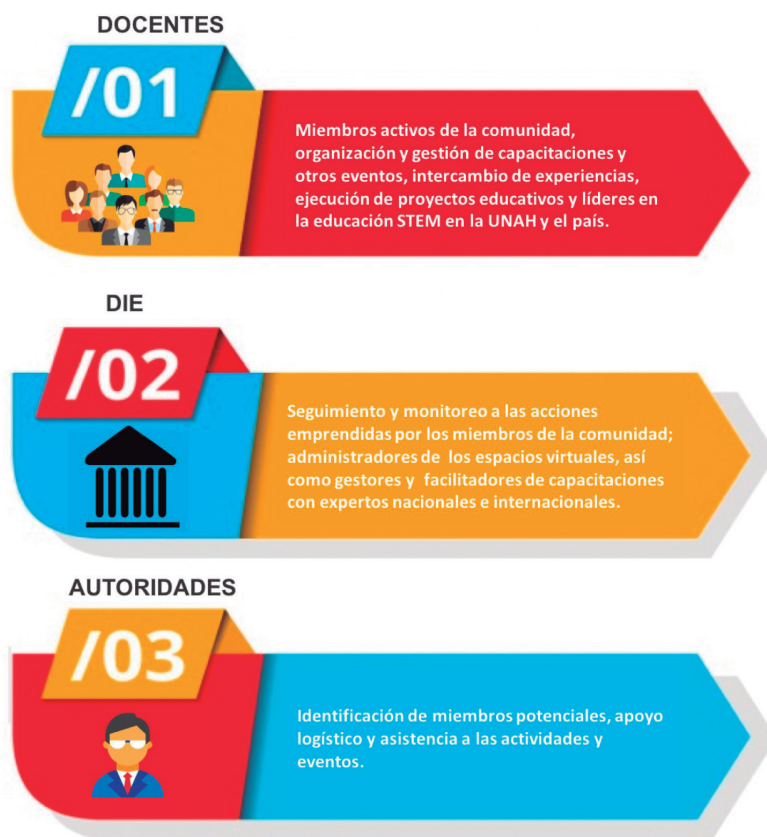 DOCENTES
/01
Miembros activos de la comunidad,
organización y gestión de capacitaciones y
otros eventos, intercambio de experiencias,
ejecución de proyectos educativos y líderes en
la educación STEM en la UNAH y el país.
DIE
/02
Seguimiento y monitoreo a las acciones
emprendidas por los miembros de la comunidad;
administradores de los espacios virtuales, así
como gestores y facilitadores de capacitaciones
con expertos nacionales e internacionales.
AUTORIDADES
/03
Identificación de miembros potenciales, apoyo
logístico y asistencia a las actividades y
eventos.